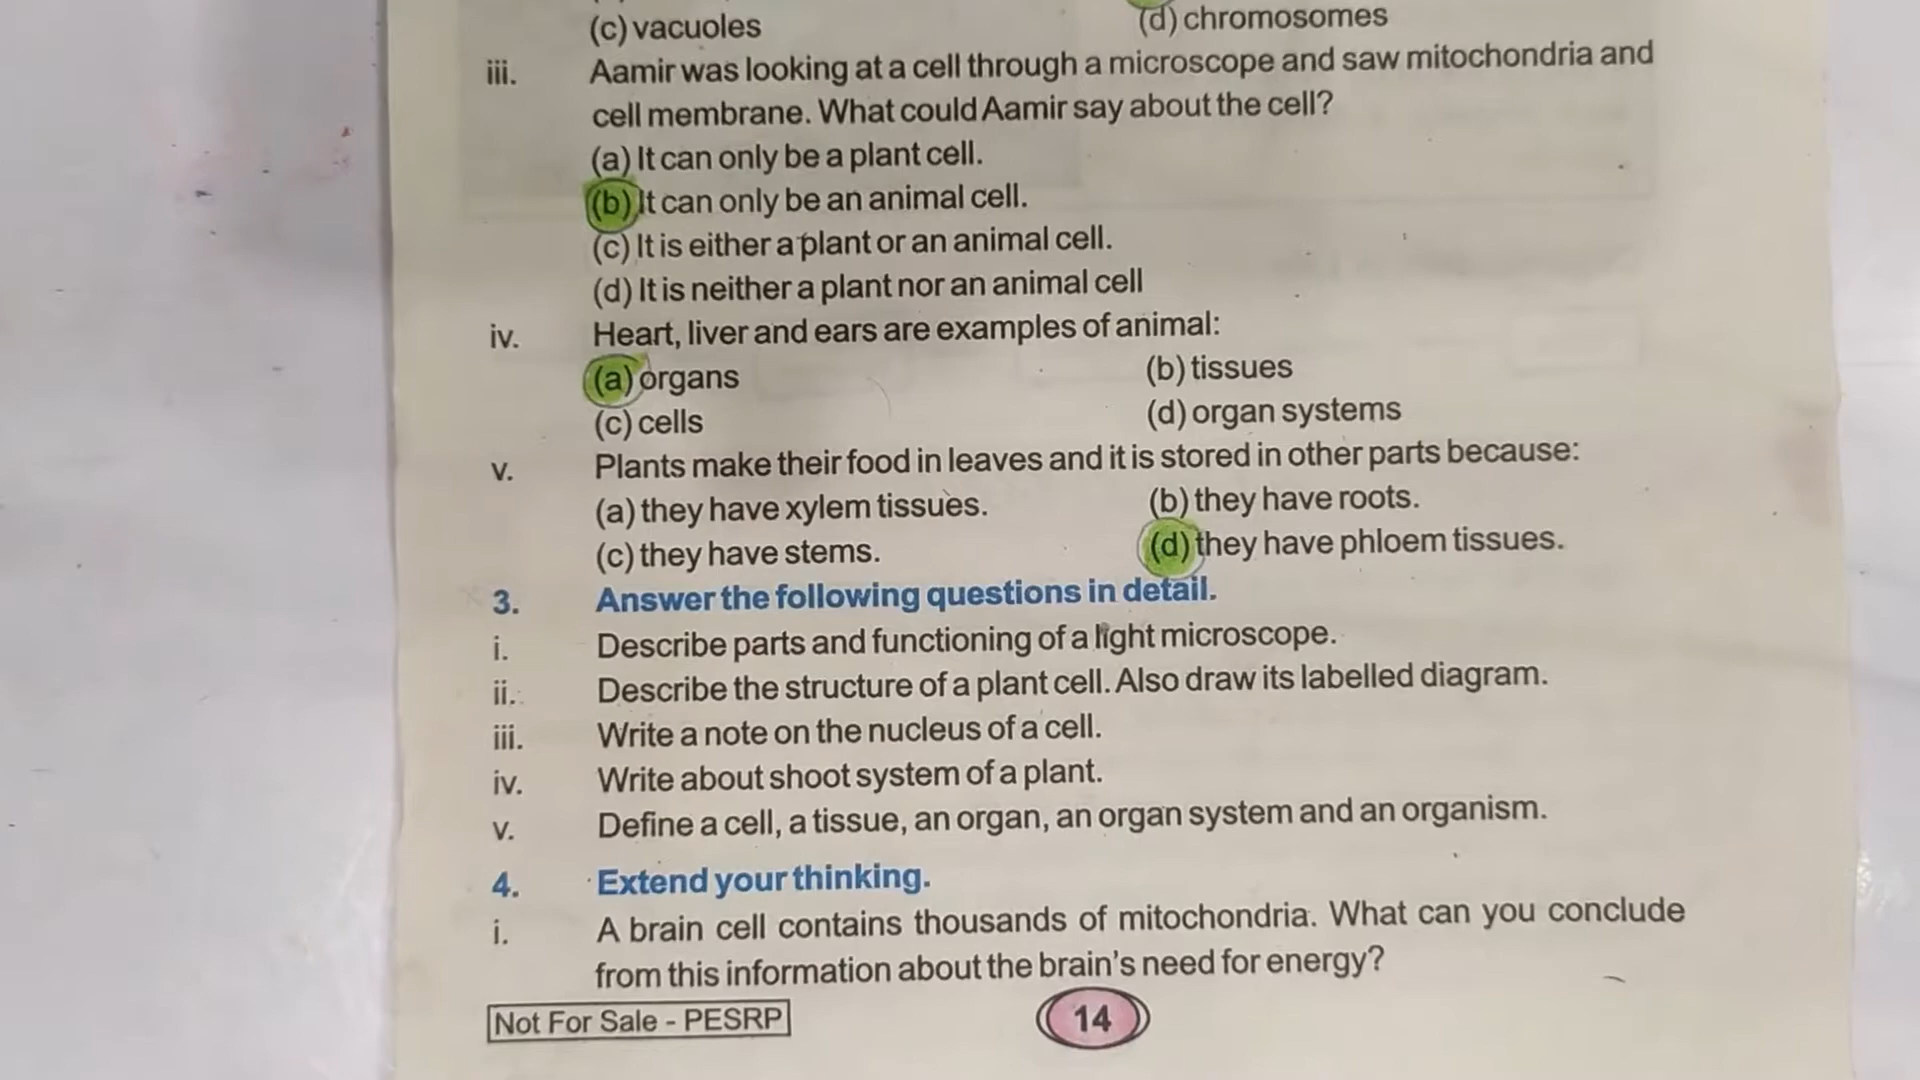 (c) vacuoles (d) chromosomes
iii. Aamir was looking at a cell through a microscope and saw mitochondria and
cell membrane. What could Aamir say about the cell?
(a) It can only be a plant cell.
(b) It can only be an animal cell.
(c) It is either a plant or an animal cell.
(d) It is neither a plant nor an animal cell
iv. Heart, liver and ears are examples of animal:
(a) organs (b) tissues
(c) cells (d) organ systems
v. Plants make their food in leaves and it is stored in other parts because:
(a) they have xylem tissues. (b) they have roots.
(c) they have stems. (d) they have phloem tissues.
3. Answer the following questions in detail.
i. Describe parts and functioning of a light microscope.
ii. Describe the structure of a plant cell. Also draw its labelled diagram.
iii. Write a note on the nucleus of a cell.
iv. Write about shoot system of a plant.
v. Define a cell, a tissue, an organ, an organ system and an organism.
4. Extend your thinking.
i. A brain cell contains thousands of mitochondria. What can you conclude
from this information about the brain's need for energy?
Not For Sale - PESRP 14